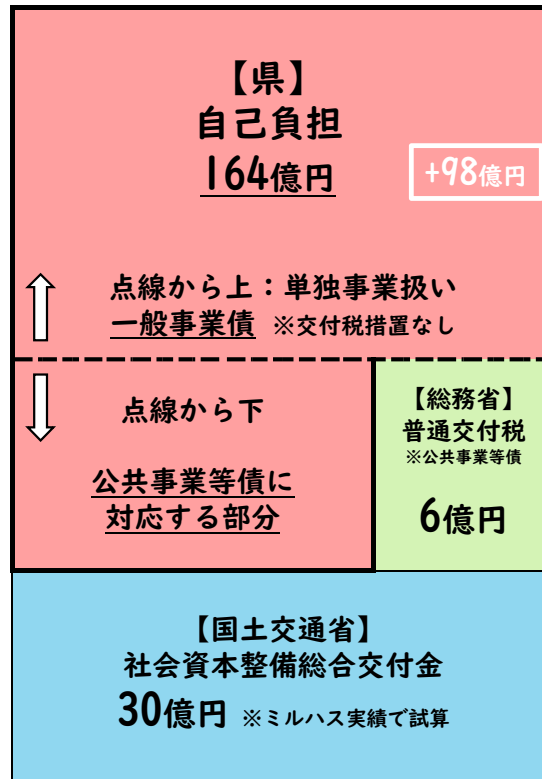 【県】
自己負担
164億円
+98億円
点線から上：単独事業扱い
一般事業債 ※交付税措置なし
点線から下
公共事業等債に
対応する部分
【総務省】
普通交付税
※公共事業等債
6億円
【国土交通省】
社会資本整備総合交付金
30億円 ※ミルハス実績で試算